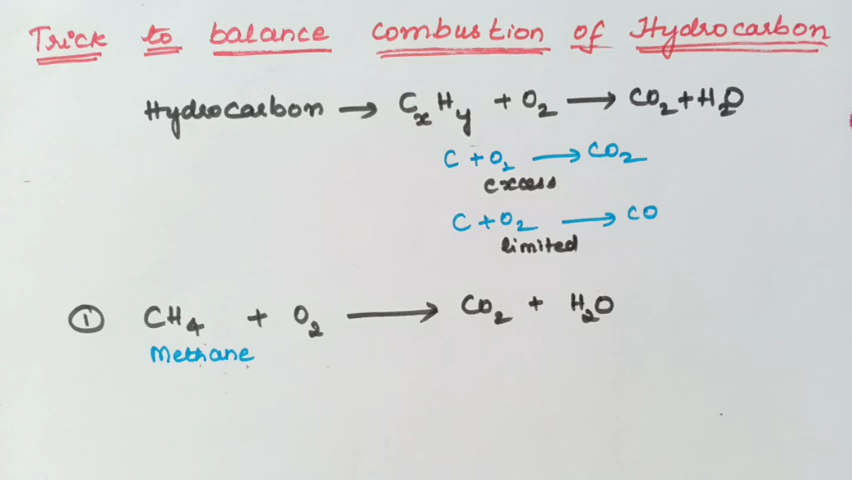 Trick to balance combustion of Hydrocarbon
Hydrocarbon → CxHy + O2 → CO2 + H2O
C + O2 → CO2
excess
C + O2 → CO
limited
① CH4 + O2 → CO2 + H2O
Methane